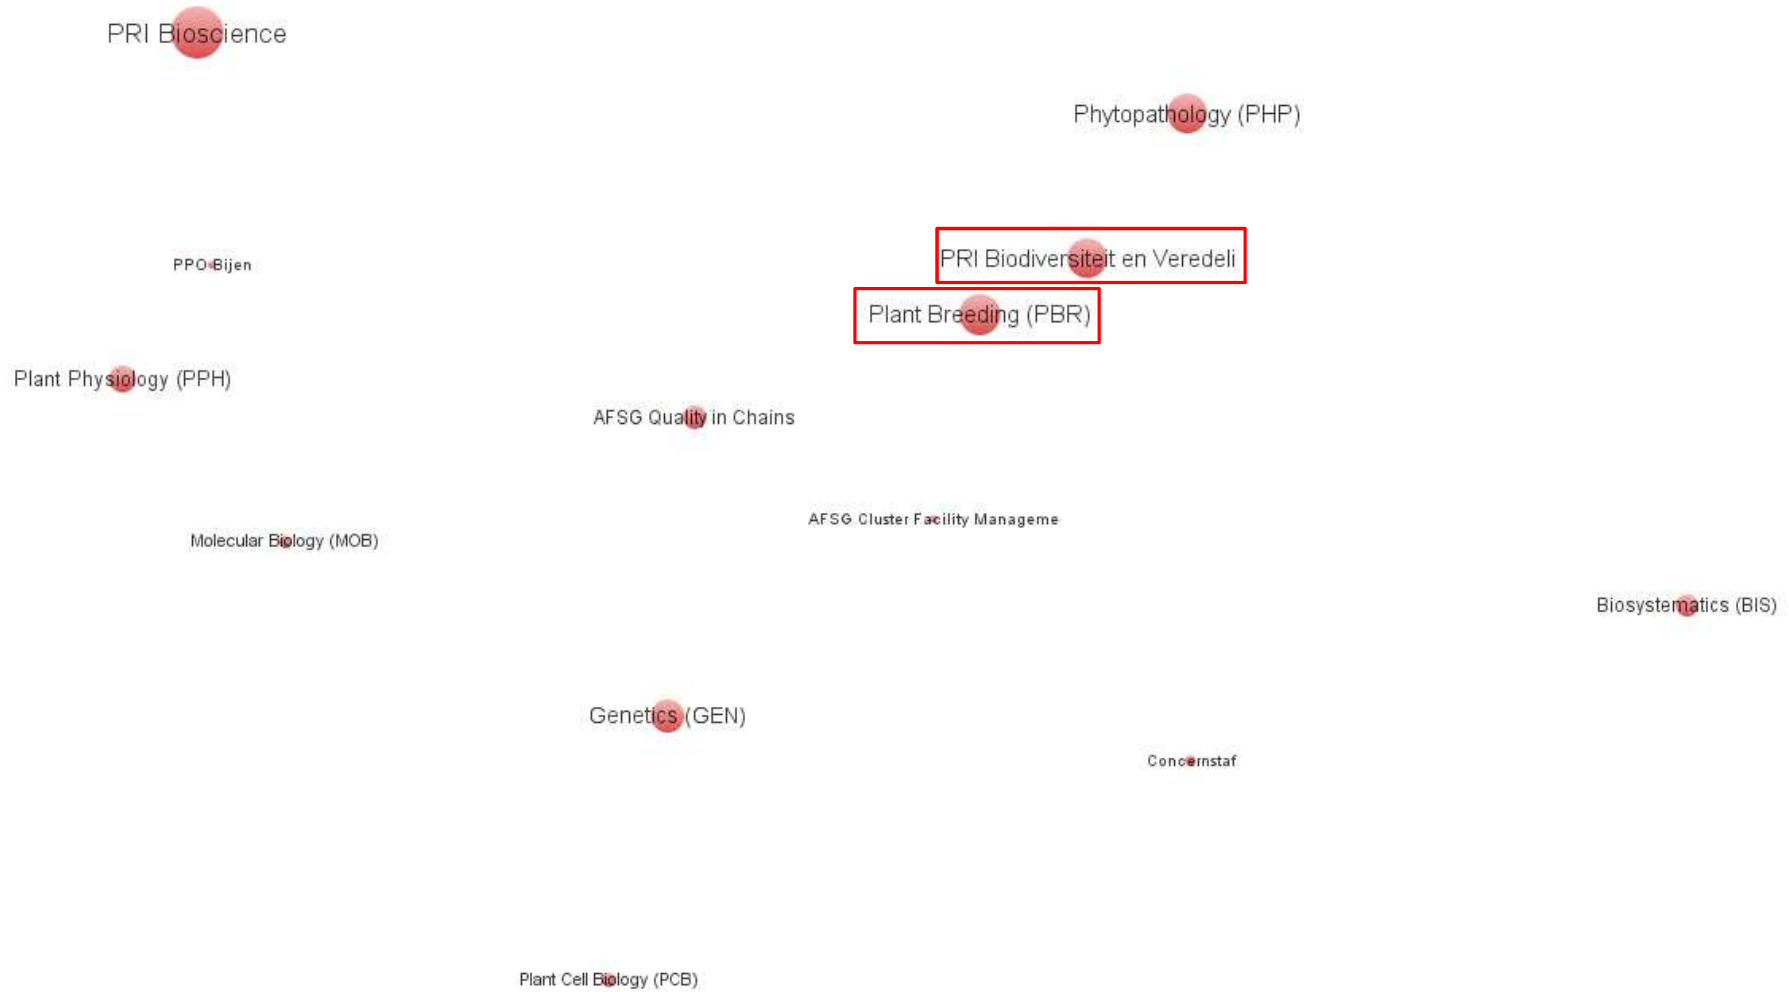 PRI Bioscience
Phytopathology (PHP)
PRI Biodiversiteit en Veredeli
PPO Bijen
Plant Breeding (PBR)
Plant Physiology (PPH)
AFSG Quality in Chains
AFSG Cluster Facility Manageme
Molecular Biology (MOB)
Biosystematics (BIS)
Genetics (GEN)
Concernstaf
Plant Cell Biology (PCB)